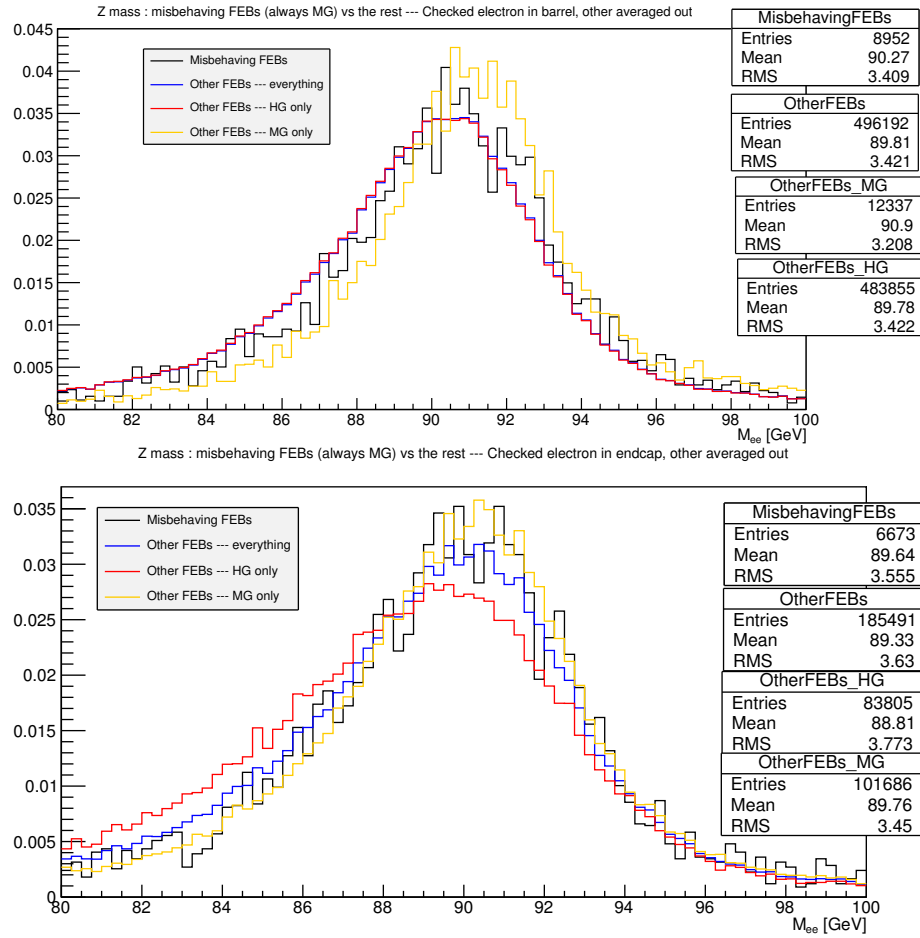 Z mass : misbehaving FEBs (always MG) vs the rest --- Checked electron in barrel, other averaged out
Misbehaving FEBs
Other FEBs --- everything
Other FEBs --- HG only
Other FEBs --- MG only
MisbehavingFEBs
Entries 8952
Mean 90.27
RMS 3.409
OtherFEBs
Entries 496192
Mean 89.81
RMS 3.421
OtherFEBs_MG
Entries 12337
Mean 90.9
RMS 3.208
OtherFEBs_HG
Entries 483855
Mean 89.78
RMS 3.422
0.045
0.04
0.035
0.03
0.025
0.02
0.015
0.01
0.005
0
80 82 84 86 88 90 92 94 96 98 100
M_ee [GeV]
Z mass : misbehaving FEBs (always MG) vs the rest --- Checked electron in endcap, other averaged out
Misbehaving FEBs
Other FEBs --- everything
Other FEBs --- HG only
Other FEBs --- MG only
MisbehavingFEBs
Entries 6673
Mean 89.64
RMS 3.555
OtherFEBs
Entries 185491
Mean 89.33
RMS 3.63
OtherFEBs_HG
Entries 83805
Mean 88.81
RMS 3.773
OtherFEBs_MG
Entries 101686
Mean 89.76
RMS 3.45
0.035
0.03
0.025
0.02
0.015
0.01
0.005
0
80 82 84 86 88 90 92 94 96 98 100
M_ee [GeV]